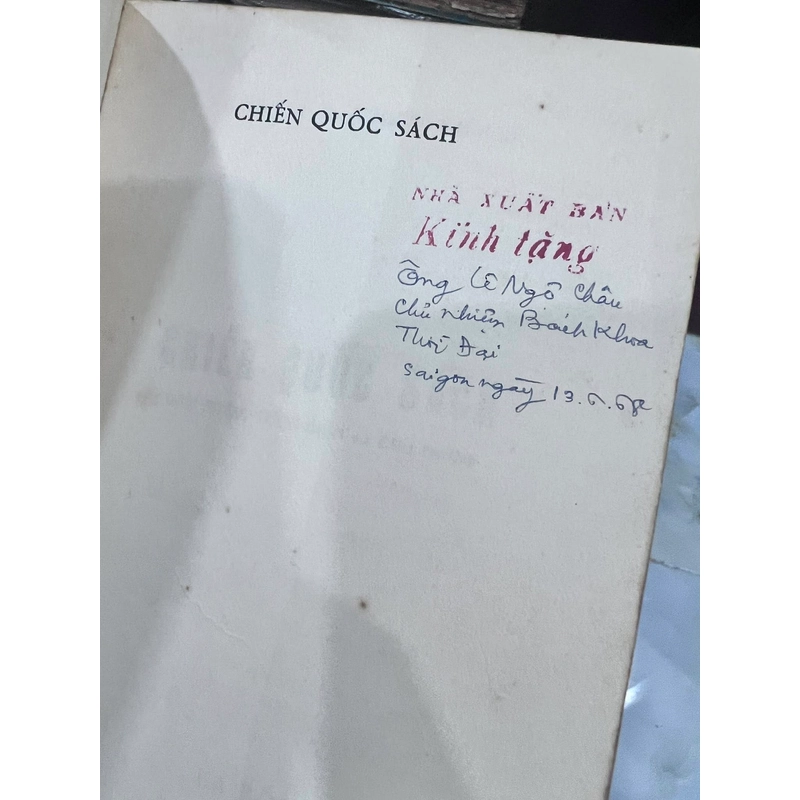 CHIẾN QUỐC SÁCH
NHÀ XUẤT BẢN
Kính tặng
Ông Lê Ngộ Châu
Chủ nhiệm Bách Khoa
Thời Đại
Saigon ngày 13.6.68